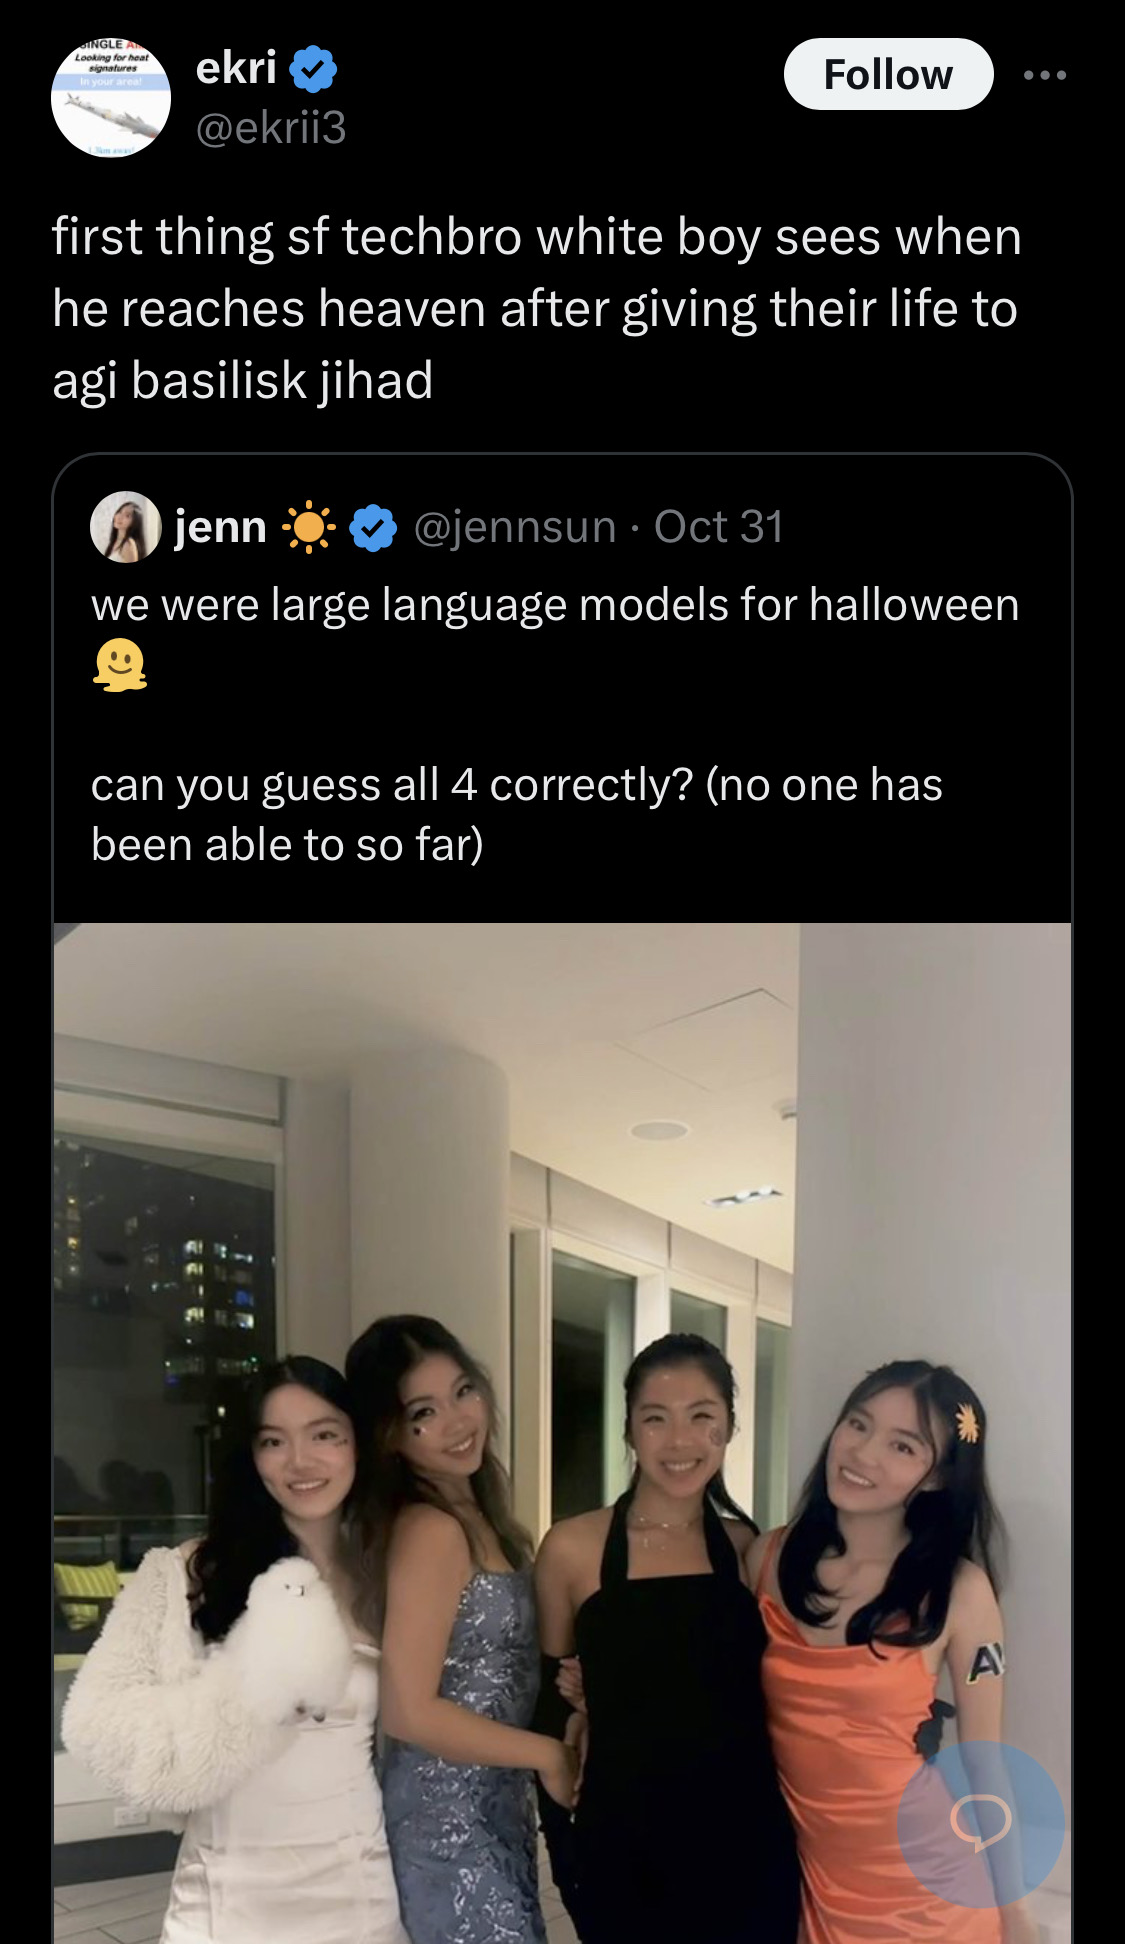 SINGLE
Looking for heat
signatures
In your area!
ekri
@ekrii3
Follow
first thing sf techbro white boy sees when
he reaches heaven after giving their life to
agi basilisk jihad
jenn @jennsun · Oct 31
we were large language models for halloween
can you guess all 4 correctly? (no one has
been able to so far)